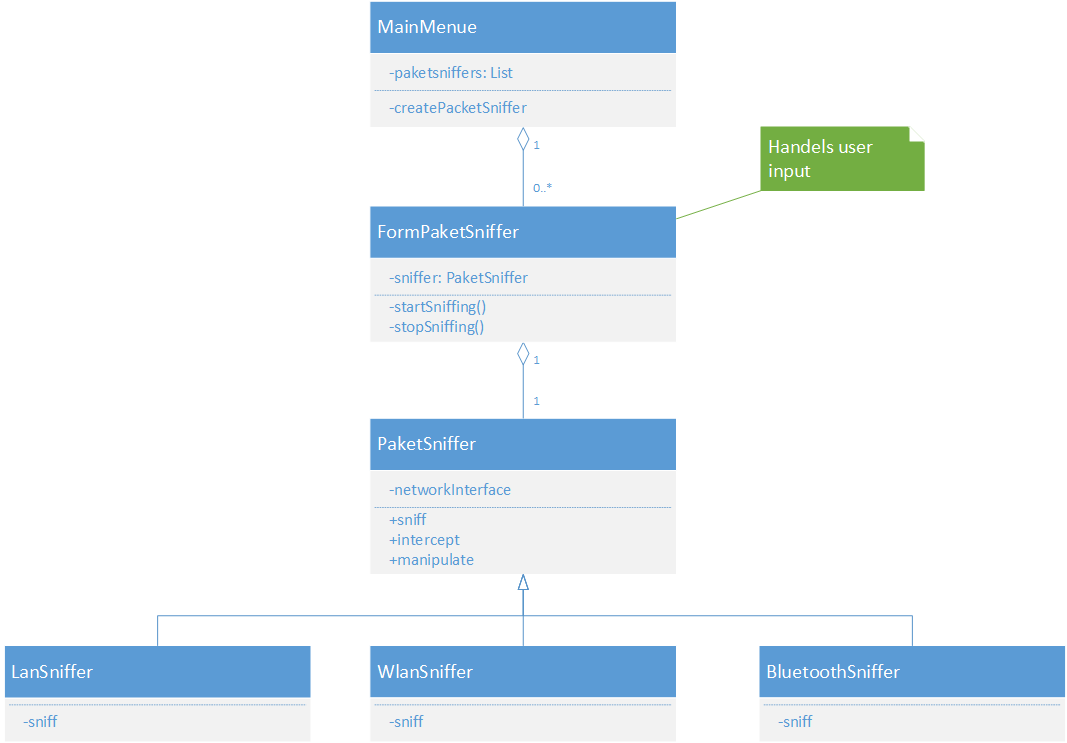 MainMenue
-paketsniffers: List
-createPacketSniffer
1
0..*
Handels user
input
FormPaketSniffer
-sniffer: PaketSniffer
-startSniffing()
-stopSniffing()
1
1
PaketSniffer
-networkInterface
+sniff
+intercept
+manipulate
LanSniffer
-sniff
WlanSniffer
-sniff
BluetoothSniffer
-sniff